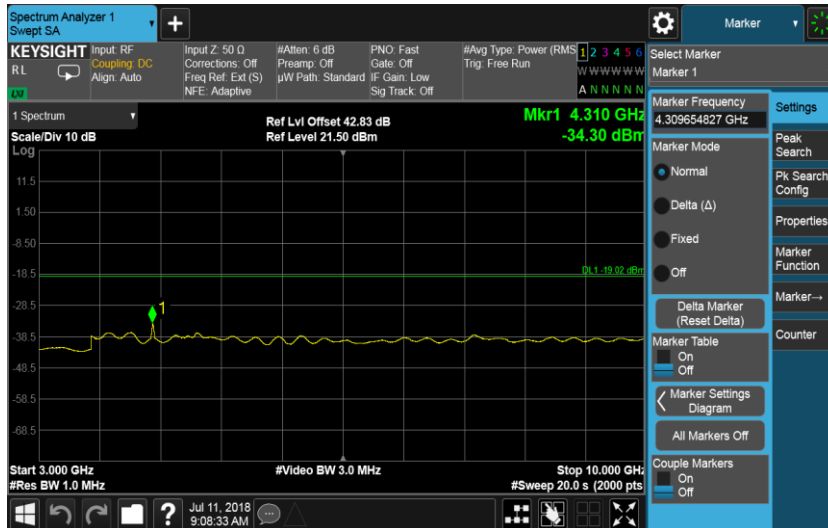 Spectrum Analyzer 1
Swept SA
+
Marker
KEYSIGHT
RL
LXI
Input: RF
Coupling: DC
Align: Auto
Input Z: 50 Ω
Corrections: Off
Freq Ref: Ext (S)
NFE: Adaptive
#Atten: 6 dB
Preamp: Off
µW Path: Standard
PNO: Fast
Gate: Off
IF Gain: Low
Sig Track: Off
#Avg Type: Power (RMS
Trig: Free Run
1 2 3 4 5 6
W W W W W W
A N N N N N
Select Marker
Marker 1
1 Spectrum
Scale/Div 10 dB
Log
Ref Lvl Offset 42.83 dB
Ref Level 21.50 dBm
Mkr1 4.310 GHz
-34.30 dBm
11.5
1.50
-8.50
-18.5
-28.5
-38.5
-48.5
-58.5
-68.5
DL1 -19.02 dBm
1
Start 3.000 GHz
#Res BW 1.0 MHz
#Video BW 3.0 MHz
Stop 10.000 GHz
#Sweep 20.0 s (2000 pts
Marker Frequency
4.309654827 GHz
Marker Mode
Normal
Delta (Δ)
Fixed
Off
Delta Marker
(Reset Delta)
Marker Table
On
Off
Marker Settings
Diagram
All Markers Off
Couple Markers
On
Off
Settings
Peak
Search
Pk Search
Config
Properties
Marker
Function
Marker→
Counter
?
Jul 11, 2018
9:08:33 AM